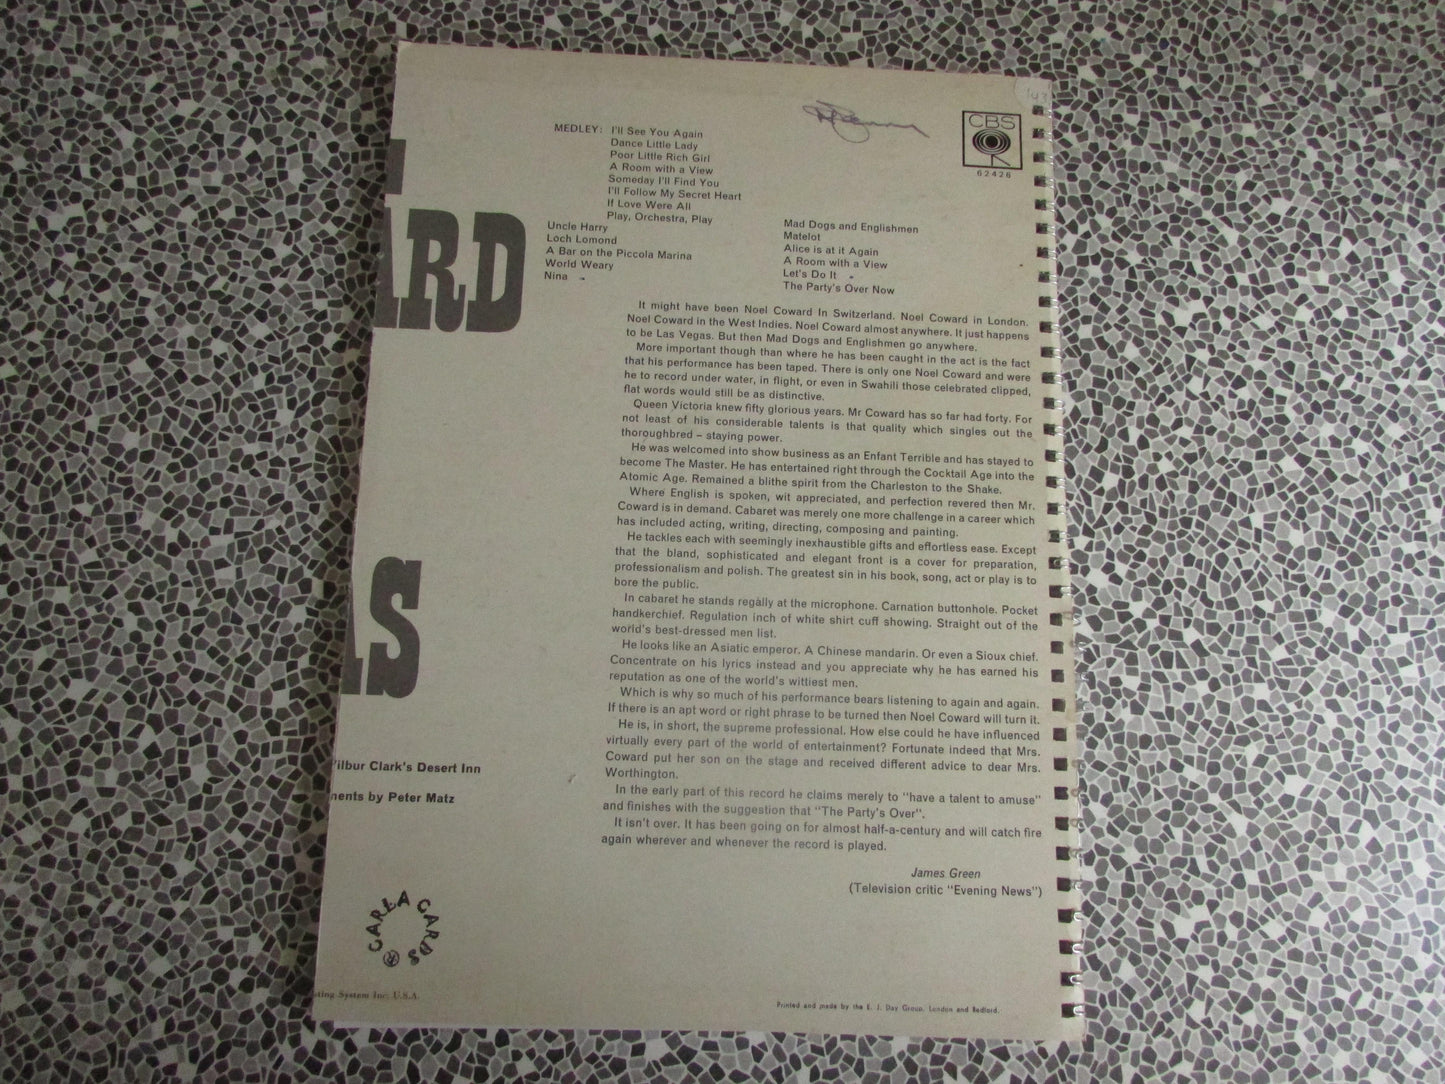 MEDLEY: I'll See You Again
Dance Little Lady
Poor Little Rich Girl
A Room with a View
Someday I'll Find You
I'll Follow My Secret Heart
If Love Were All
Play, Orchestra, Play
Uncle Harry
Loch Lomond
A Bar on the Piccola Marina
World Weary
Nina
CBS
62426
Mad Dogs and Englishmen
Matelot
Alice is at it Again
A Room with a View
Let's Do It
The Party's Over Now
ARD
AS
It might have been Noel Coward In Switzerland. Noel Coward in London.
Noel Coward in the West Indies. Noel Coward almost anywhere. It just happens
to be Las Vegas. But then Mad Dogs and Englishmen go anywhere.
More important though than where he has been caught in the act is the fact
that his performance has been taped. There is only one Noel Coward and were
he to record under water, in flight, or even in Swahili those celebrated clipped,
flat words would still be as distinctive.
Queen Victoria knew fifty glorious years. Mr Coward has so far had forty. For
not least of his considerable talents is that quality which singles out the
thoroughbred – staying power.
He was welcomed into show business as an Enfant Terrible and has stayed to
become The Master. He has entertained right through the Cocktail Age into the
Atomic Age. Remained a blithe spirit from the Charleston to the Shake.
Where English is spoken, wit appreciated, and perfection revered then Mr.
Coward is in demand. Cabaret was merely one more challenge in a career which
has included acting, writing, directing, composing and painting.
He tackles each with seemingly inexhaustible gifts and effortless ease. Except
that the bland, sophisticated and elegant front is a cover for preparation,
professionalism and polish. The greatest sin in his book, song, act or play is to
bore the public.
In cabaret he stands regally at the microphone. Carnation buttonhole. Pocket
handkerchief. Regulation inch of white shirt cuff showing. Straight out of the
world's best-dressed men list.
He looks like an Asiatic emperor. A Chinese mandarin. Or even a Sioux chief.
Concentrate on his lyrics instead and you appreciate why he has earned his
reputation as one of the world's wittiest men.
Which is why so much of his performance bears listening to again and again.
If there is an apt word or right phrase to be turned then Noel Coward will turn it.
He is, in short, the supreme professional. How else could he have influenced
virtually every part of the world of entertainment? Fortunate indeed that Mrs.
Coward put her son on the stage and received different advice to dear Mrs.
Worthington.
In the early part of this record he claims merely to "have a talent to amuse"
and finishes with the suggestion that "The Party's Over".
It isn't over. It has been going on for almost half-a-century and will catch fire
again wherever and whenever the record is played.
James Green
(Television critic "Evening News")
ilbur Clark's Desert Inn
nents by Peter Matz
CARLA CARDS ®
ting System Inc. U.S.A.
Printed and made by the E. J. Day Group, London and Bedford.